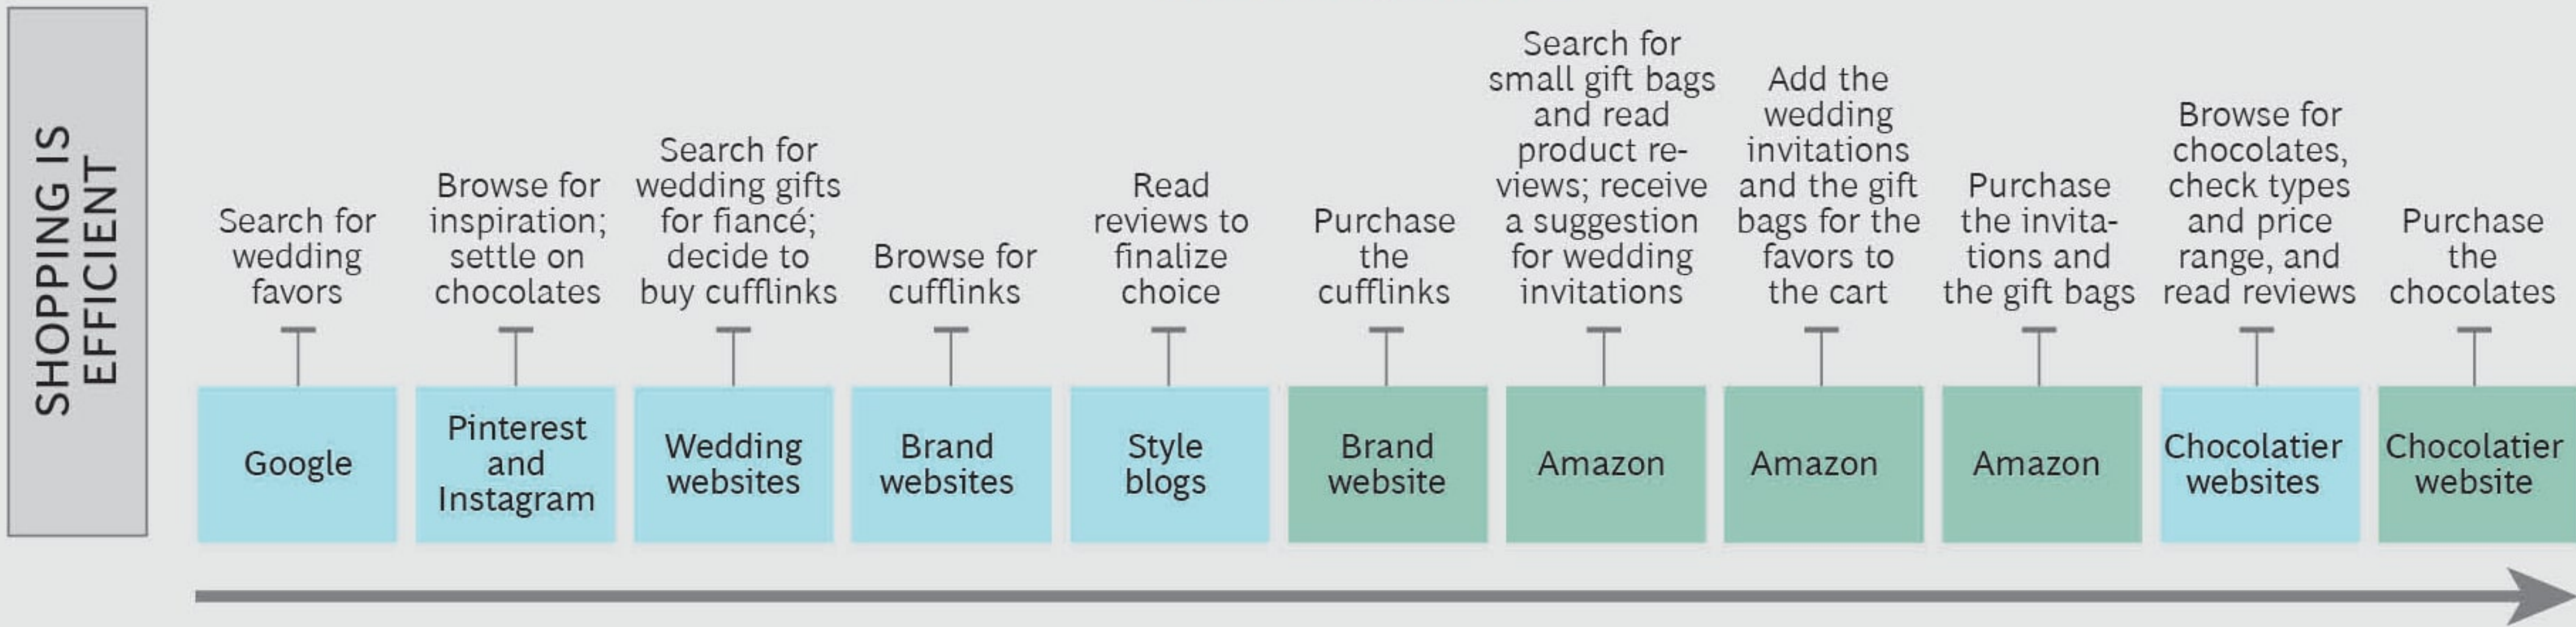 SHOPPING IS
EFFICIENT
Search for
wedding
favors
Browse for
inspiration;
settle on
chocolates
Search for
wedding gifts
for fiancé;
decide to
buy cufflinks
Browse for
cufflinks
Read
reviews to
finalize
choice
Purchase
the
cufflinks
Search for
small gift bags
and read
product re-
views; receive
a suggestion
for wedding
invitations
Add the
wedding
invitations
and the gift
bags for the
favors to
the cart
Purchase
the invita-
tions and
the gift bags
Browse for
chocolates,
check types
and price
range, and
read reviews
Purchase
the
chocolates
Google
Pinterest
and
Instagram
Wedding
websites
Brand
websites
Style
blogs
Brand
website
Amazon
Amazon
Amazon
Chocolatier
websites
Chocolatier
website